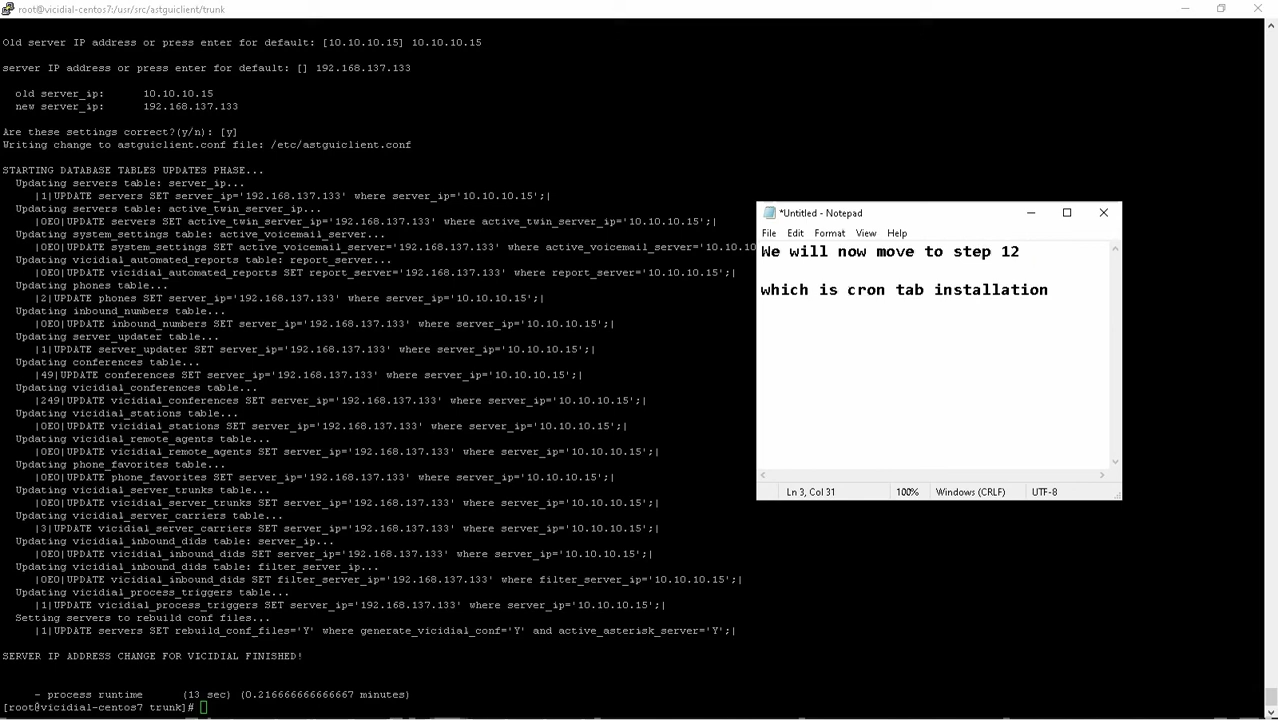 root@vicidial-centos7:/usr/src/astguiclient/trunk
Old server IP address or press enter for default: [10.10.10.15] 10.10.10.15
server IP address or press enter for default: [] 192.168.137.133
old server_ip: 10.10.10.15
new server_ip: 192.168.137.133
Are these settings correct?(y/n): [y]
Writing change to astguiclient.conf file: /etc/astguiclient.conf
STARTING DATABASE TABLES UPDATES PHASE...
Updating servers table: server_ip...
|1|UPDATE servers SET server_ip='192.168.137.133' where server_ip='10.10.10.15';|
Updating servers table: active_twin_server_ip...
|0E0|UPDATE servers SET active_twin_server_ip='192.168.137.133' where active_twin_server_ip='10.10.10.15';|
Updating system_settings table: active_voicemail_server...
|0E0|UPDATE system_settings SET active_voicemail_server='192.168.137.133' where active_voicemail_server='10.10.10
Updating vicidial_automated_reports table: report_server...
|0E0|UPDATE vicidial_automated_reports SET report_server='192.168.137.133' where report_server='10.10.10.15';|
Updating phones table...
|2|UPDATE phones SET server_ip='192.168.137.133' where server_ip='10.10.10.15';|
Updating inbound_numbers table...
|0E0|UPDATE inbound_numbers SET server_ip='192.168.137.133' where server_ip='10.10.10.15';|
Updating server_updater table...
|1|UPDATE server_updater SET server_ip='192.168.137.133' where server_ip='10.10.10.15';|
Updating conferences table...
|49|UPDATE conferences SET server_ip='192.168.137.133' where server_ip='10.10.10.15';|
Updating vicidial_conferences table...
|249|UPDATE vicidial_conferences SET server_ip='192.168.137.133' where server_ip='10.10.10.15';|
Updating vicidial_stations table...
|0E0|UPDATE vicidial_stations SET server_ip='192.168.137.133' where server_ip='10.10.10.15';|
Updating vicidial_remote_agents table...
|0E0|UPDATE vicidial_remote_agents SET server_ip='192.168.137.133' where server_ip='10.10.10.15';|
Updating phone_favorites table...
|0E0|UPDATE phone_favorites SET server_ip='192.168.137.133' where server_ip='10.10.10.15';|
Updating vicidial_server_trunks table...
|0E0|UPDATE vicidial_server_trunks SET server_ip='192.168.137.133' where server_ip='10.10.10.15';|
Updating vicidial_server_carriers table...
|3|UPDATE vicidial_server_carriers SET server_ip='192.168.137.133' where server_ip='10.10.10.15';|
Updating vicidial_inbound_dids table: server_ip...
|0E0|UPDATE vicidial_inbound_dids SET server_ip='192.168.137.133' where server_ip='10.10.10.15';|
Updating vicidial_inbound_dids table: filter_server_ip...
|0E0|UPDATE vicidial_inbound_dids SET filter_server_ip='192.168.137.133' where filter_server_ip='10.10.10.15';|
Updating vicidial_process_triggers table...
|1|UPDATE vicidial_process_triggers SET server_ip='192.168.137.133' where server_ip='10.10.10.15';|
Setting servers to rebuild conf files...
|1|UPDATE servers SET rebuild_conf_files='Y' where generate_vicidial_conf='Y' and active_asterisk_server='Y';|
SERVER IP ADDRESS CHANGE FOR VICIDIAL FINISHED!
- process runtime (13 sec) (0.216666666666667 minutes)
[root@vicidial-centos7 trunk]#
*Untitled - Notepad
File Edit Format View Help
We will now move to step 12
which is cron tab installation
Ln 3, Col 31 100% Windows (CRLF) UTF-8